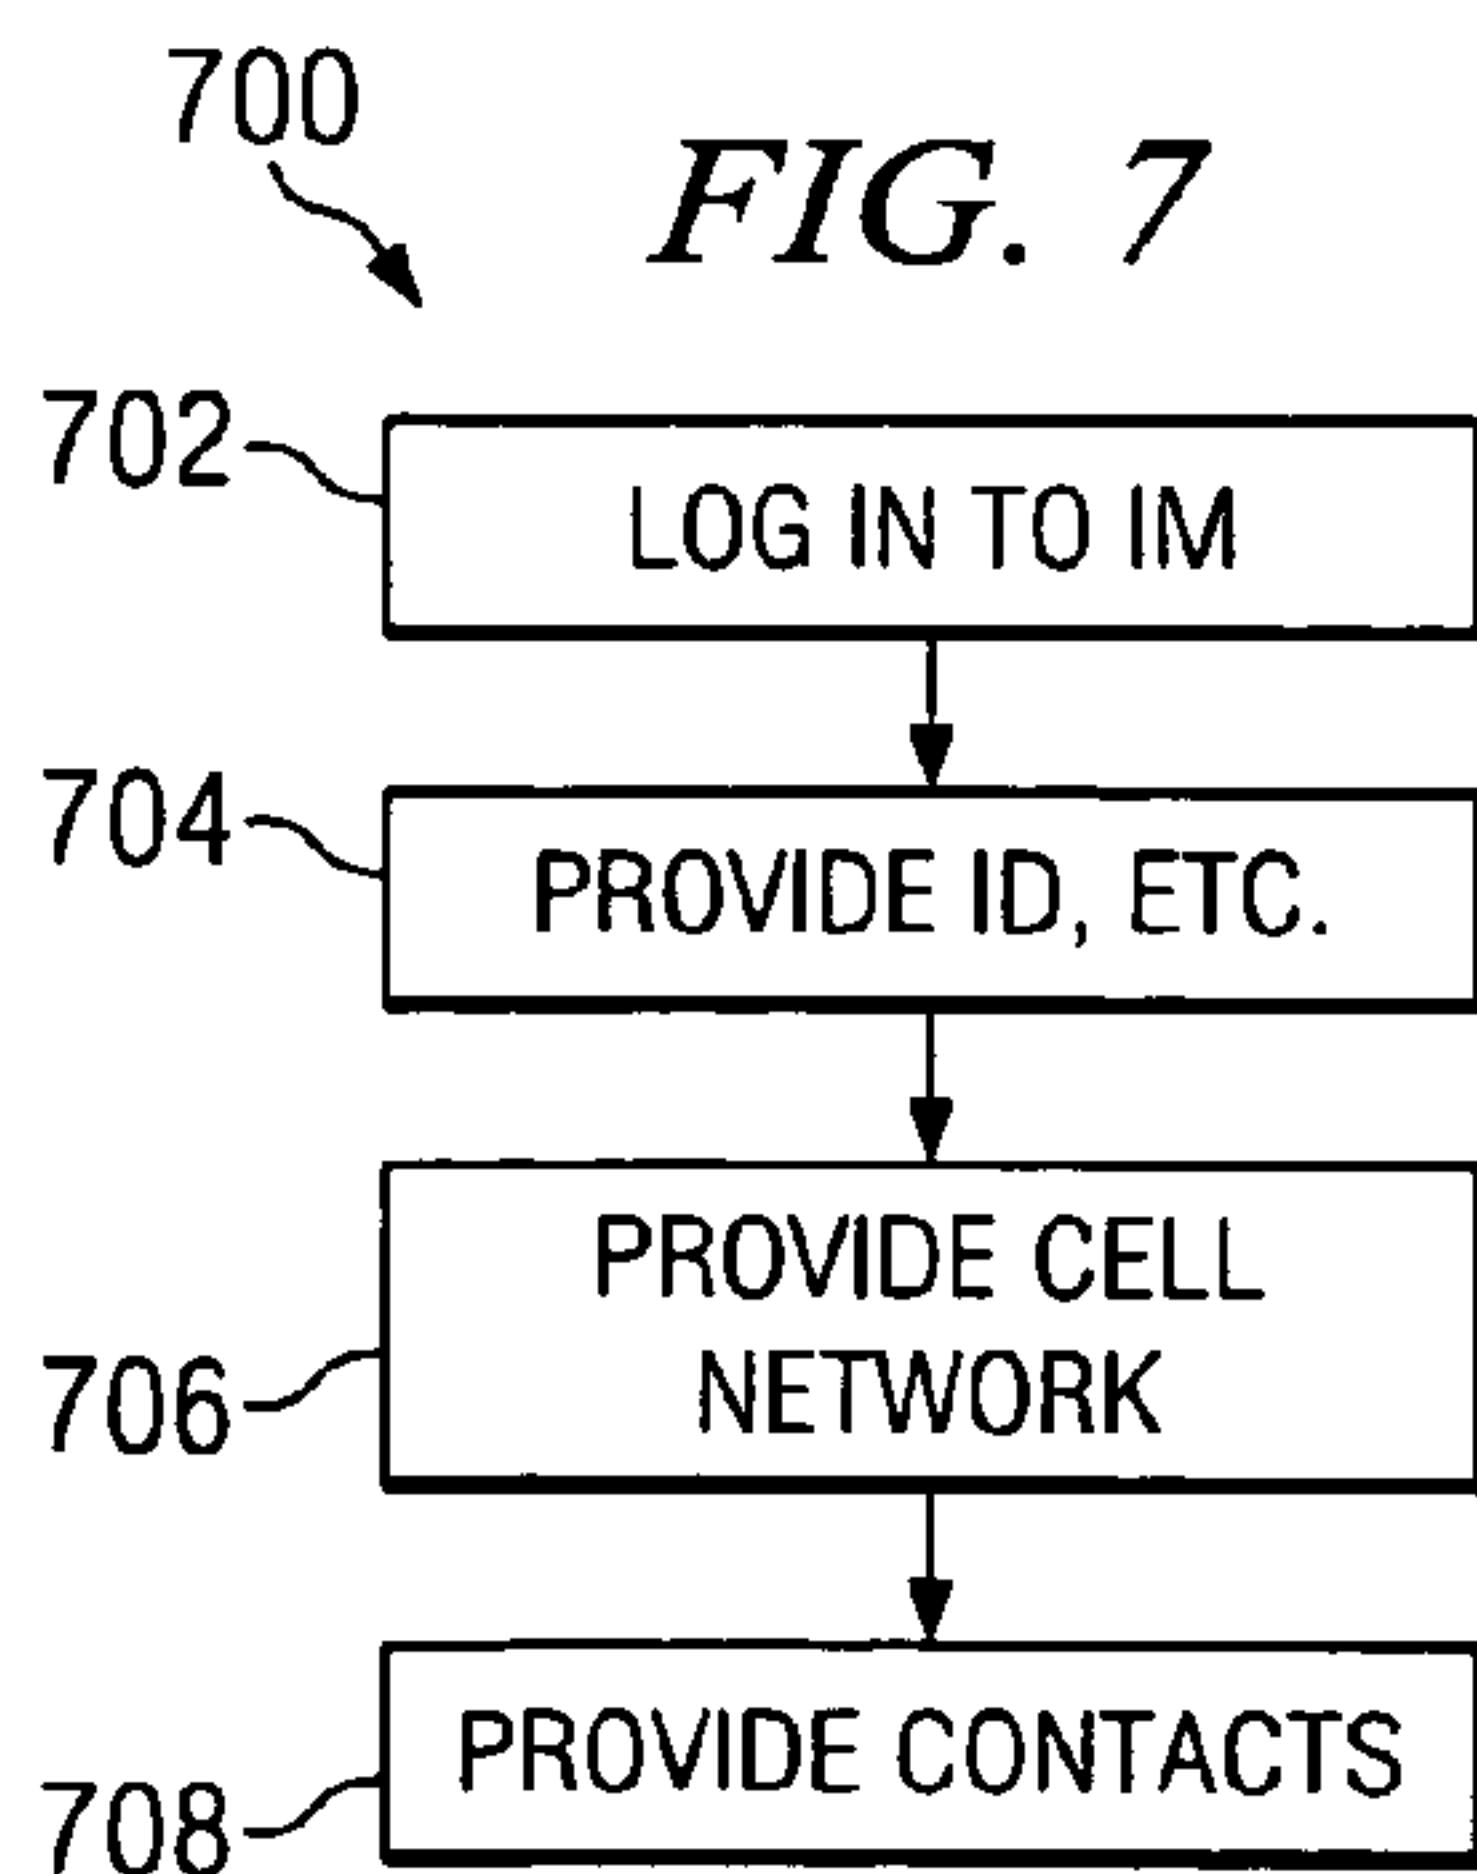 700
FIG. 7
702
LOG IN TO IM
704
PROVIDE ID, ETC.
PROVIDE CELL
NETWORK
706
PROVIDE CONTACTS
708